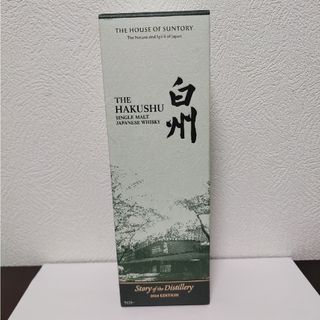 THE HOUSE OF SUNTORY
The Nature and Spirit of Japan
THE
HAKUSHU
SINGLE MALT
JAPANESE WHISKY
白州
Story of the Distillery
2024 EDITION